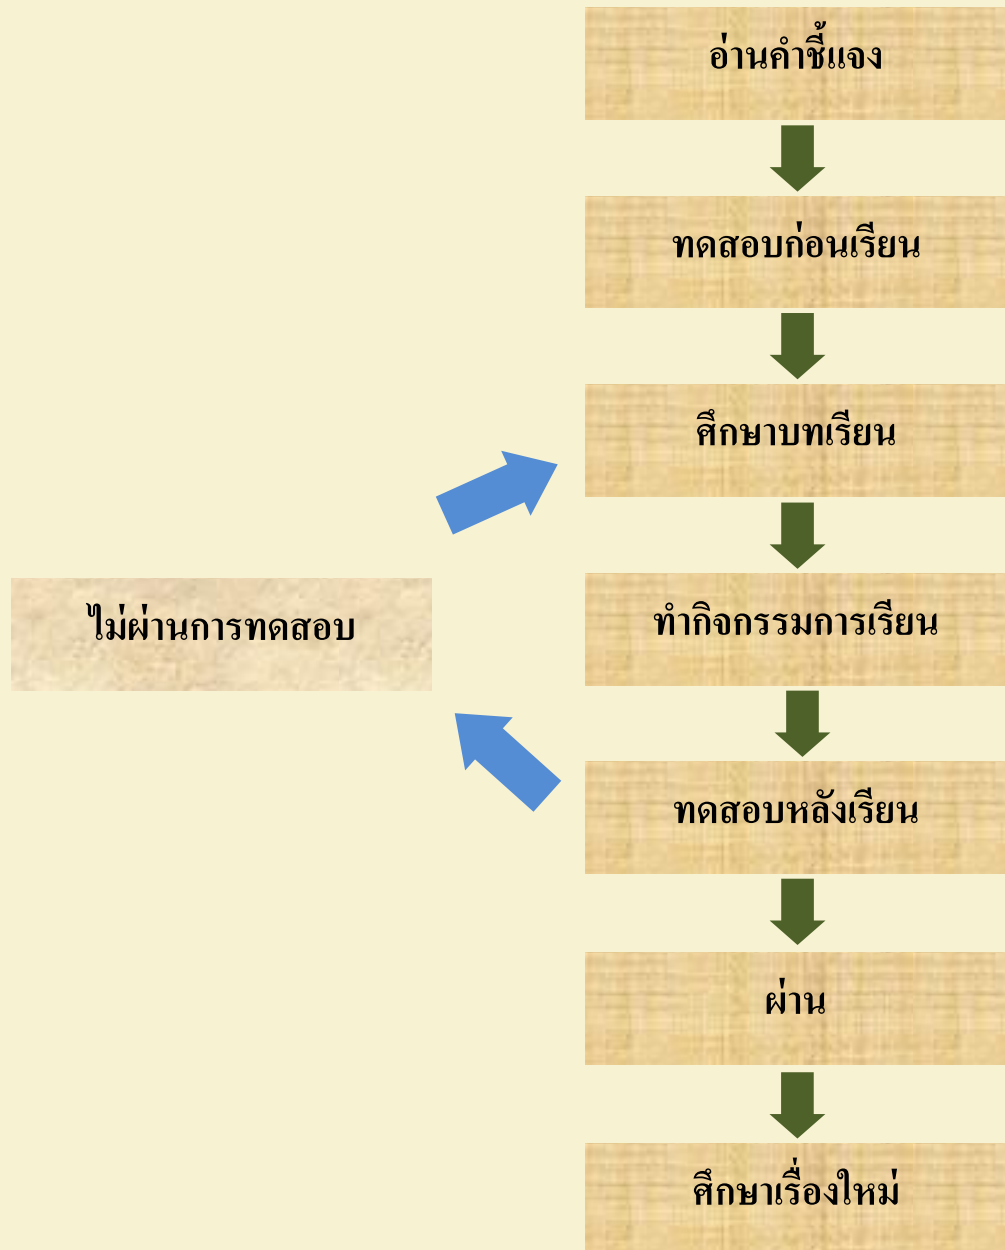 อ่านคำชี้แจง
ทดสอบก่อนเรียน
ศึกษาบทเรียน
ไม่ผ่านการทดสอบ
ทำกิจกรรมการเรียน
ทดสอบหลังเรียน
ผ่าน
ศึกษาเรื่องใหม่